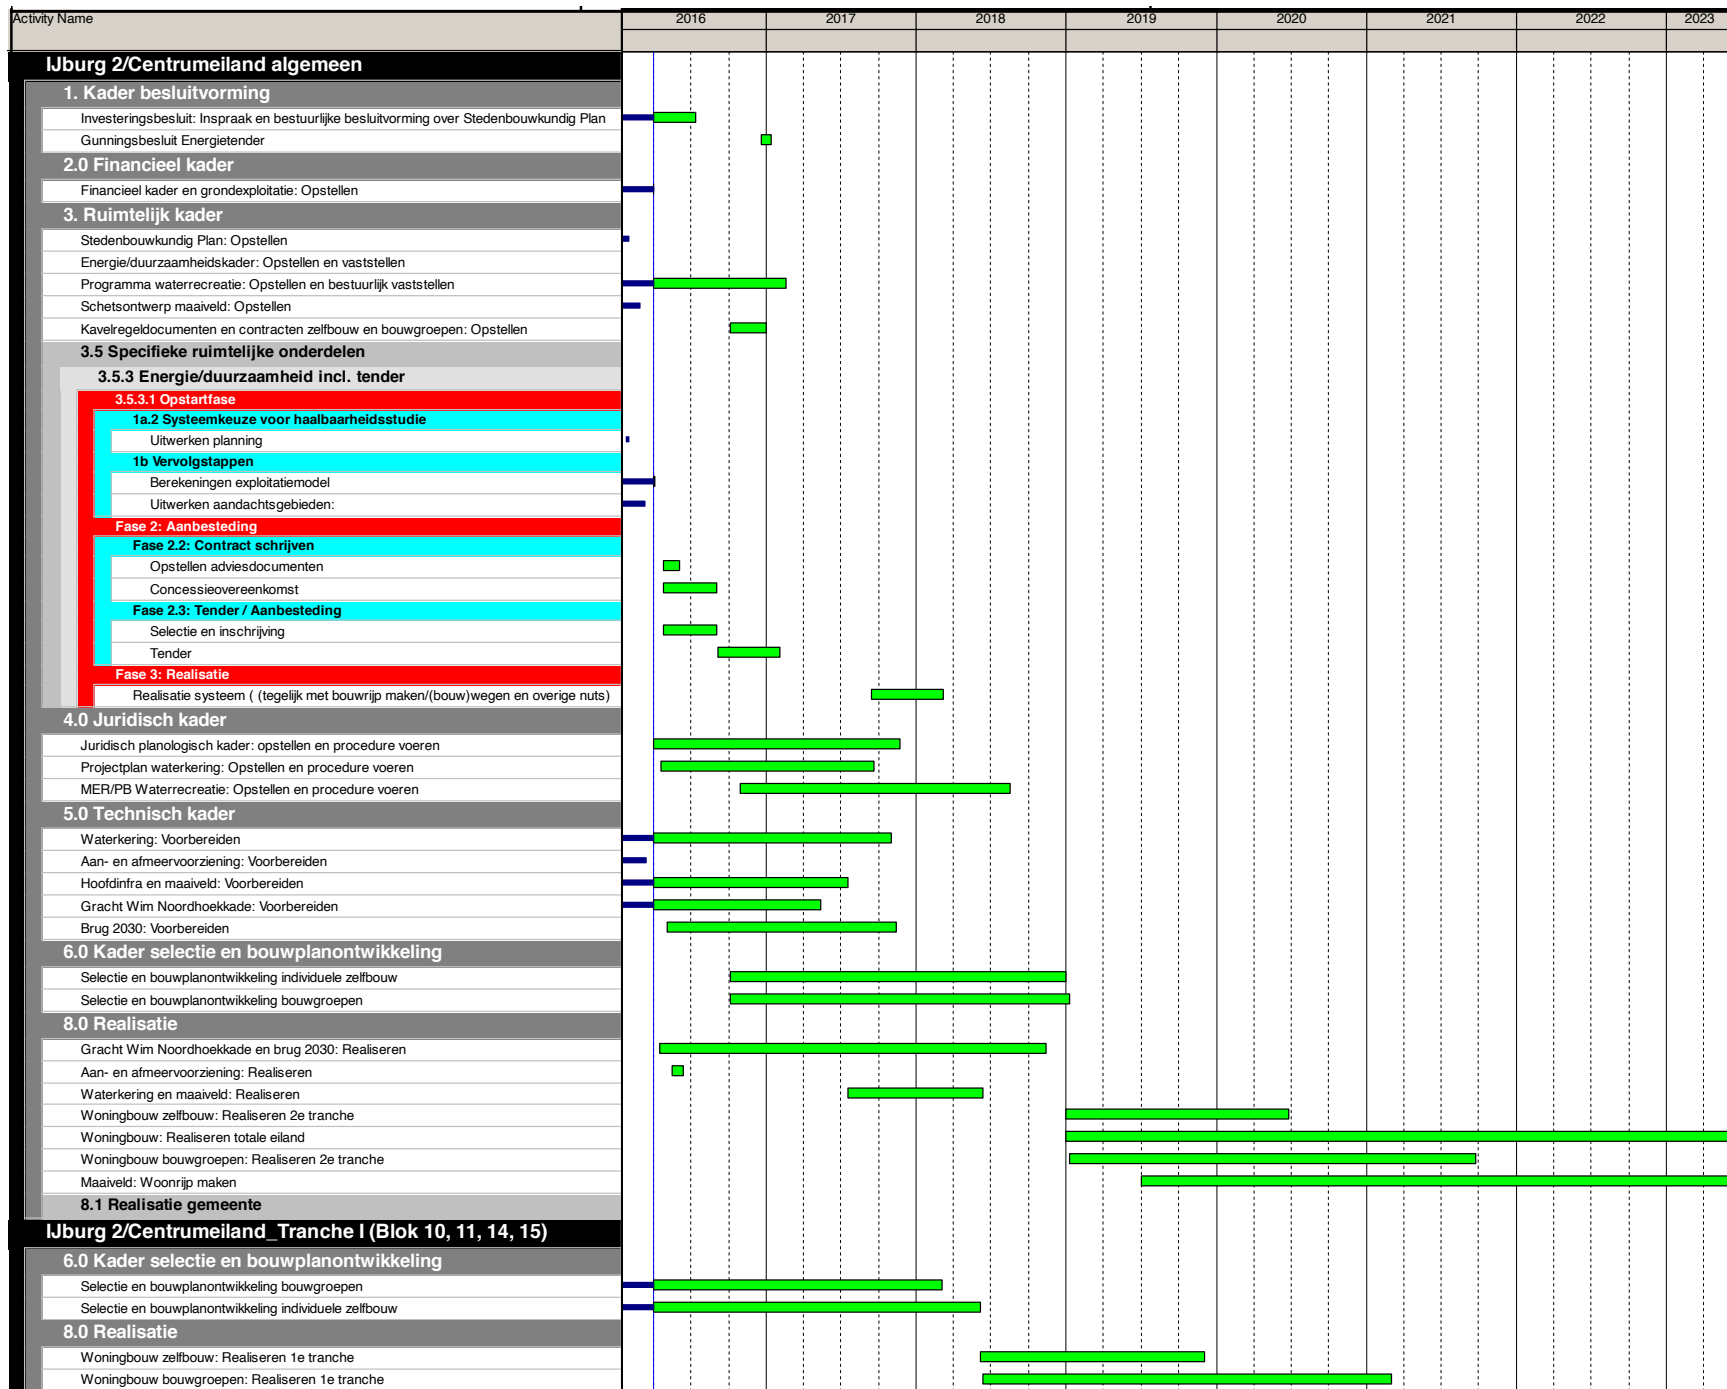 Activity Name
2016 2017 2018 2019 2020 2021 2022 2023
IJburg 2/Centrumeiland algemeen
1. Kader besluitvorming
Investeringsbesluit: Inspraak en bestuurlijke besluitvorming over Stedenbouwkundig Plan
Gunningsbesluit Energietender
2.0 Financieel kader
Financieel kader en grondexploitatie: Opstellen
3. Ruimtelijk kader
Stedenbouwkundig Plan: Opstellen
Energie/duurzaamheidskader: Opstellen en vaststellen
Programma waterrecreatie: Opstellen en bestuurlijk vaststellen
Schetsontwerp maaiveld: Opstellen
Kavelregeldocumenten en contracten zelfbouw en bouwgroepen: Opstellen
3.5 Specifieke ruimtelijke onderdelen
3.5.3 Energie/duurzaamheid incl. tender
3.5.3.1 Opstartfase
1a.2 Systeemkeuze voor haalbaarheidsstudie
Uitwerken planning
1b Vervolgstappen
Berekeningen exploitatiemodel
Uitwerken aandachtsgebieden:
Fase 2: Aanbesteding
Fase 2.2: Contract schrijven
Opstellen adviesdocumenten
Concessieovereenkomst
Fase 2.3: Tender / Aanbesteding
Selectie en inschrijving
Tender
Fase 3: Realisatie
Realisatie systeem ( (tegelijk met bouwrijp maken/(bouw)wegen en overige nuts)
4.0 Juridisch kader
Juridisch planologisch kader: opstellen en procedure voeren
Projectplan waterkering: Opstellen en procedure voeren
MER/PB Waterrecreatie: Opstellen en procedure voeren
5.0 Technisch kader
Waterkering: Voorbereiden
Aan- en afmeervoorziening: Voorbereiden
Hoofdinfra en maaiveld: Voorbereiden
Gracht Wim Noordhoekkade: Voorbereiden
Brug 2030: Voorbereiden
6.0 Kader selectie en bouwplanontwikkeling
Selectie en bouwplanontwikkeling individuele zelfbouw
Selectie en bouwplanontwikkeling bouwgroepen
8.0 Realisatie
Gracht Wim Noordhoekkade en brug 2030: Realiseren
Aan- en afmeervoorziening: Realiseren
Waterkering en maaiveld: Realiseren
Woningbouw zelfbouw: Realiseren 2e tranche
Woningbouw: Realiseren totale eiland
Woningbouw bouwgroepen: Realiseren 2e tranche
Maaiveld: Woonrijp maken
8.1 Realisatie gemeente
IJburg 2/Centrumeiland_Tranche I (Blok 10, 11, 14, 15)
6.0 Kader selectie en bouwplanontwikkeling
Selectie en bouwplanontwikkeling bouwgroepen
Selectie en bouwplanontwikkeling individuele zelfbouw
8.0 Realisatie
Woningbouw zelfbouw: Realiseren 1e tranche
Woningbouw bouwgroepen: Realiseren 1e tranche